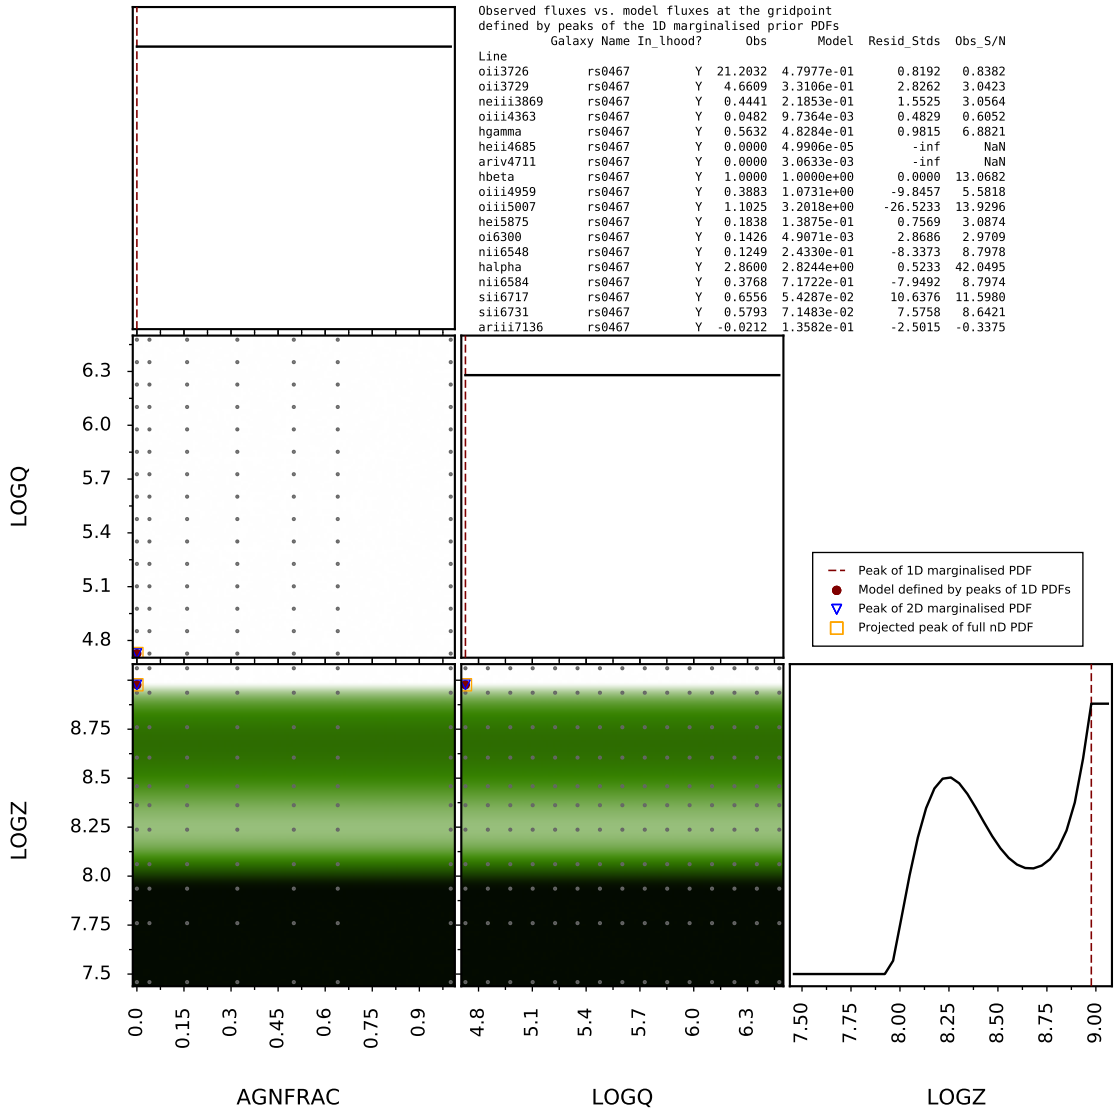 Observed fluxes vs. model fluxes at the gridpoint
defined by peaks of the 1D marginalised prior PDFs
Galaxy Name In_lhood? Obs Model Resid_Stds Obs_S/N
Line
oii3726 rs0467 Y 21.2032 4.7977e-01 0.8192 0.8382
oii3729 rs0467 Y 4.6609 3.3106e-01 2.8262 3.0423
neiii3869 rs0467 Y 0.4441 2.1853e-01 1.5525 3.0564
oiii4363 rs0467 Y 0.0482 9.7364e-03 0.4829 0.6052
hgamma rs0467 Y 0.5632 4.8284e-01 0.9815 6.8821
heii4685 rs0467 Y 0.0000 4.9906e-05 -inf NaN
ariv4711 rs0467 Y 0.0000 3.0633e-03 -inf NaN
hbeta rs0467 Y 1.0000 1.0000e+00 0.0000 13.0682
oiii4959 rs0467 Y 0.3883 1.0731e+00 -9.8457 5.5818
oiii5007 rs0467 Y 1.1025 3.2018e+00 -26.5233 13.9296
hei5875 rs0467 Y 0.1838 1.3875e-01 0.7569 3.0874
oi6300 rs0467 Y 0.1426 4.9071e-03 2.8686 2.9709
nii6548 rs0467 Y 0.1249 2.4330e-01 -8.3373 8.7978
halpha rs0467 Y 2.8600 2.8244e+00 0.5233 42.0495
nii6584 rs0467 Y 0.3768 7.1722e-01 -7.9492 8.7974
sii6717 rs0467 Y 0.6556 5.4287e-02 10.6376 11.5980
sii6731 rs0467 Y 0.5793 7.1483e-02 7.5758 8.6421
ariii7136 rs0467 Y -0.0212 1.3582e-01 -2.5015 -0.3375
LOGQ
6.3
6.0
5.7
5.4
5.1
4.8
Peak of 1D marginalised PDF
Model defined by peaks of 1D PDFs
Peak of 2D marginalised PDF
Projected peak of full nD PDF
LOGZ
8.75
8.5
8.25
8.0
7.75
7.5
0.0 0.15 0.3 0.45 0.6 0.75 0.9
4.8 5.1 5.4 5.7 6.0 6.3
7.50 7.75 8.00 8.25 8.50 8.75 9.00
AGNFRAC LOGQ LOGZ